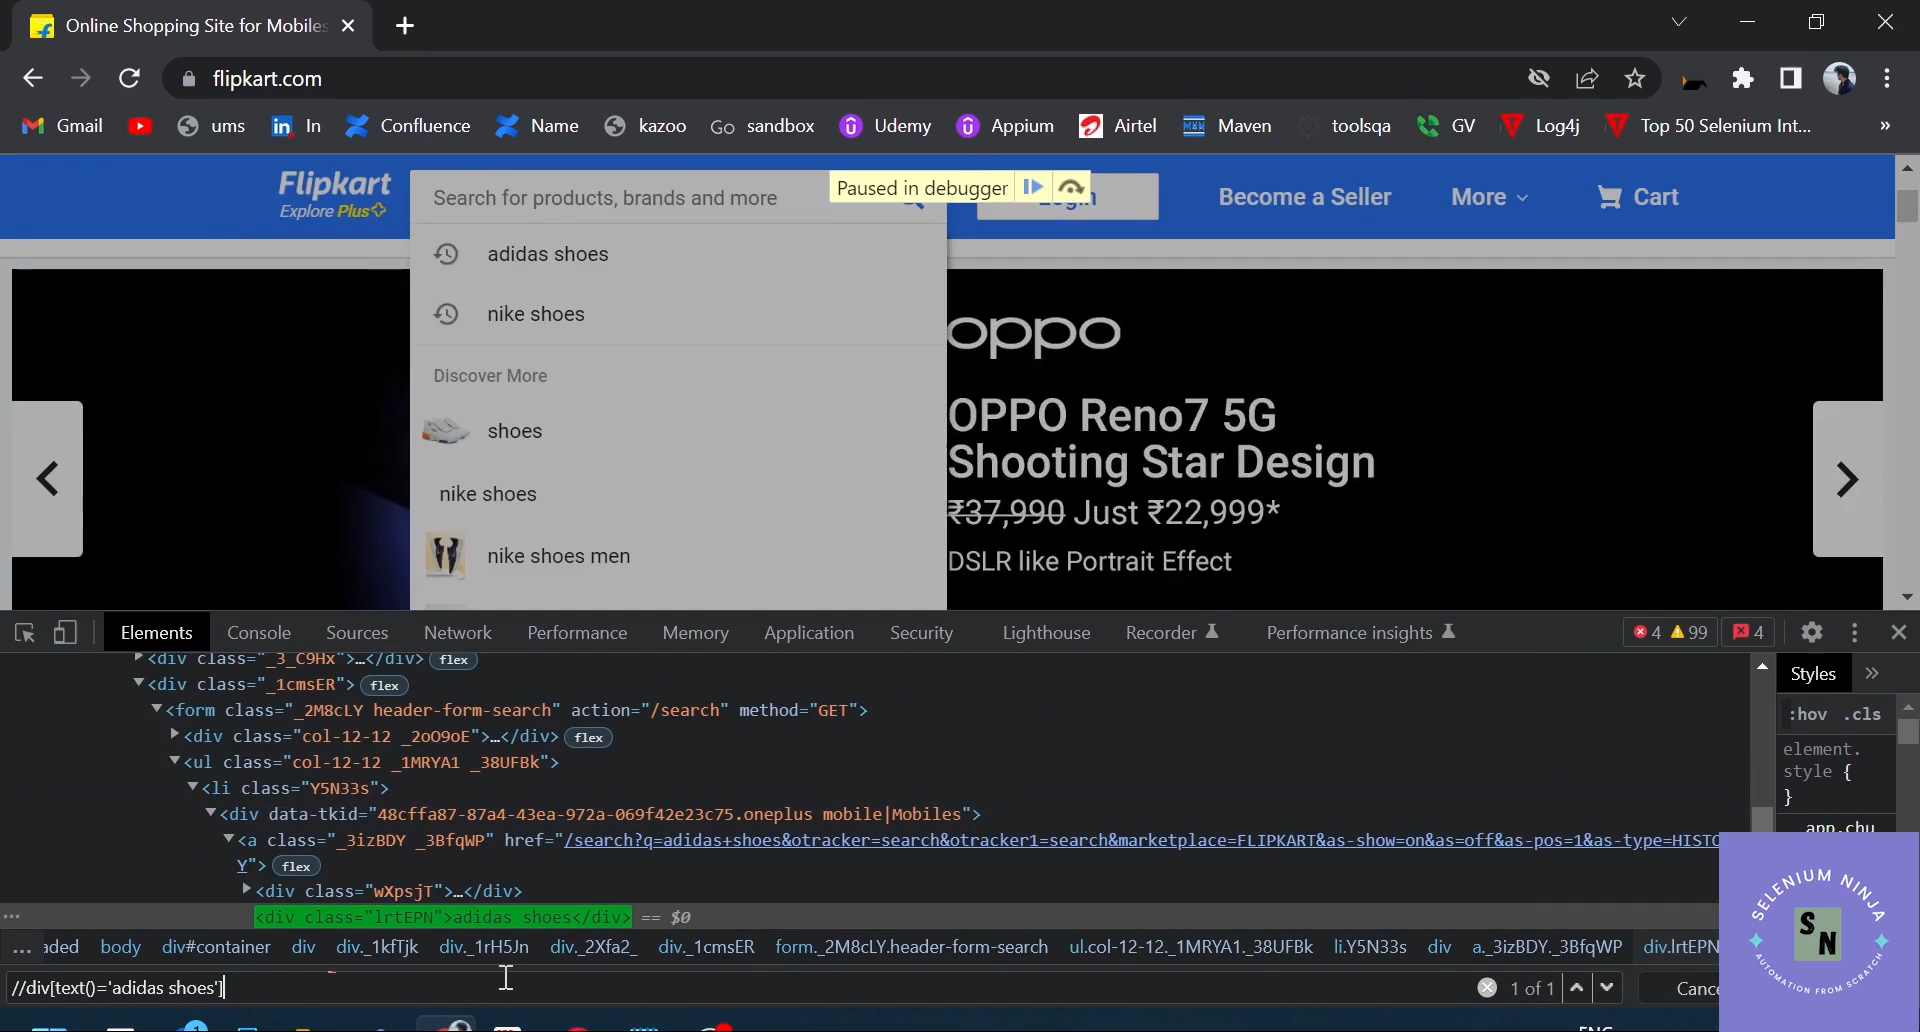 Online Shopping Site for Mobiles
flipkart.com
Gmail ums In Confluence Name kazoo GO sandbox Udemy Appium Airtel Maven toolsqa GV Log4j Top 50 Selenium Int... »
Flipkart
Explore Plus
Search for products, brands and more
Paused in debugger
Login
Become a Seller
More
Cart
adidas shoes
nike shoes
Discover More
shoes
nike shoes
nike shoes men
oppo
OPPO Reno7 5G
Shooting Star Design
₹37,990 Just ₹22,999*
DSLR like Portrait Effect
Elements Console Sources Network Performance Memory Application Security Lighthouse Recorder Performance insights 4 99 4
<div class="_3_C9Hx">…</div> flex
<div class="_1cmsER"> flex
<form class="_2M8cLY header-form-search" action="/search" method="GET">
<div class="col-12-12 _2oO9oE">…</div> flex
<ul class="col-12-12 _1MRYA1 _38UFBk">
<li class="Y5N33s">
<div data-tkid="48cffa87-87a4-43ea-972a-069f42e23c75.oneplus mobile|Mobiles">
<a class="_3izBDY _3BfqWP" href="/search?q=adidas+shoes&otracker=search&otracker1=search&marketplace=FLIPKART&as-show=on&as=off&as-pos=1&as-type=HISTO
Y"> flex
<div class="wXpsjT">…</div>
<div class="lrtEPN">adidas shoes</div> == $0
Styles »
:hov .cls
element.
style {
}
.app.chu
... aded body div#container div div._1kfTjk div._1rH5Jn div._2Xfa2_ div._1cmsER form._2M8cLY.header-form-search ul.col-12-12._1MRYA1._38UFBk li.Y5N33s div a._3izBDY._3BfqWP div.lrtEPN
//div[text()='adidas shoes']
1 of 1
Cance
SELENIUM NINJA
SN
AUTOMATION FROM SCRATCH
ENG